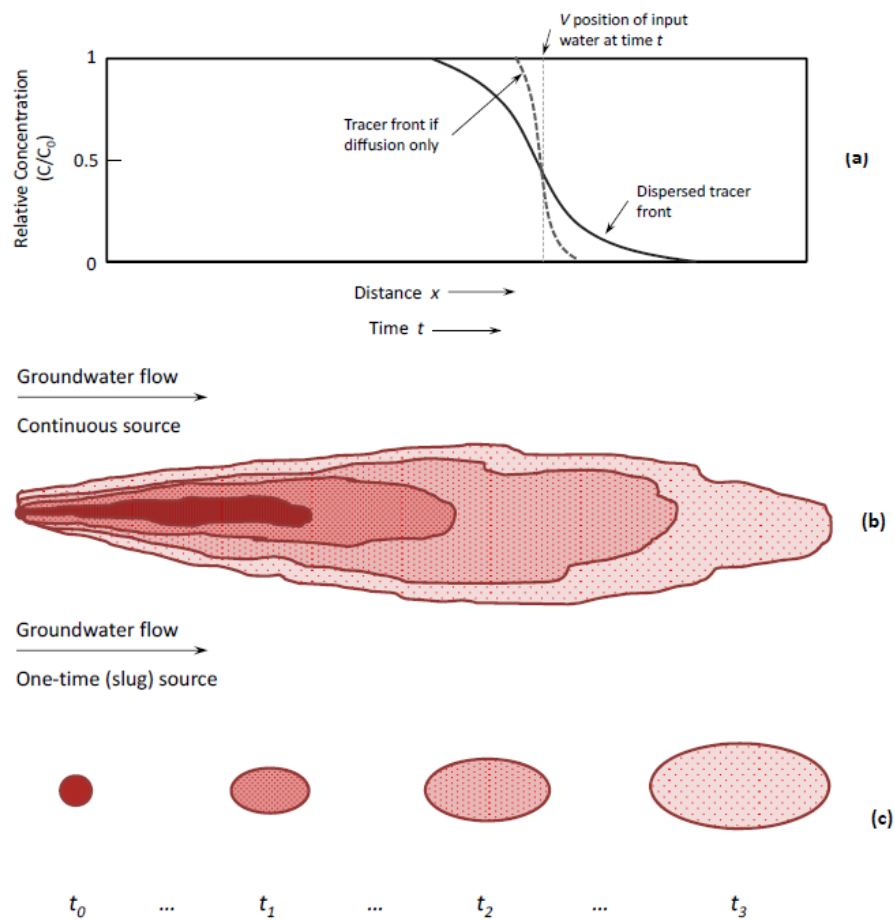 V position of input
water at time t
1
Relative Concentration
(C/C₀)
Tracer front if
diffusion only
0.5
(a)
Dispersed tracer
front
0
Distance x
Time t
Groundwater flow
Continuous source
(b)
Groundwater flow
One-time (slug) source
(c)
t₀ ... t₁ ... t₂ ... t₃